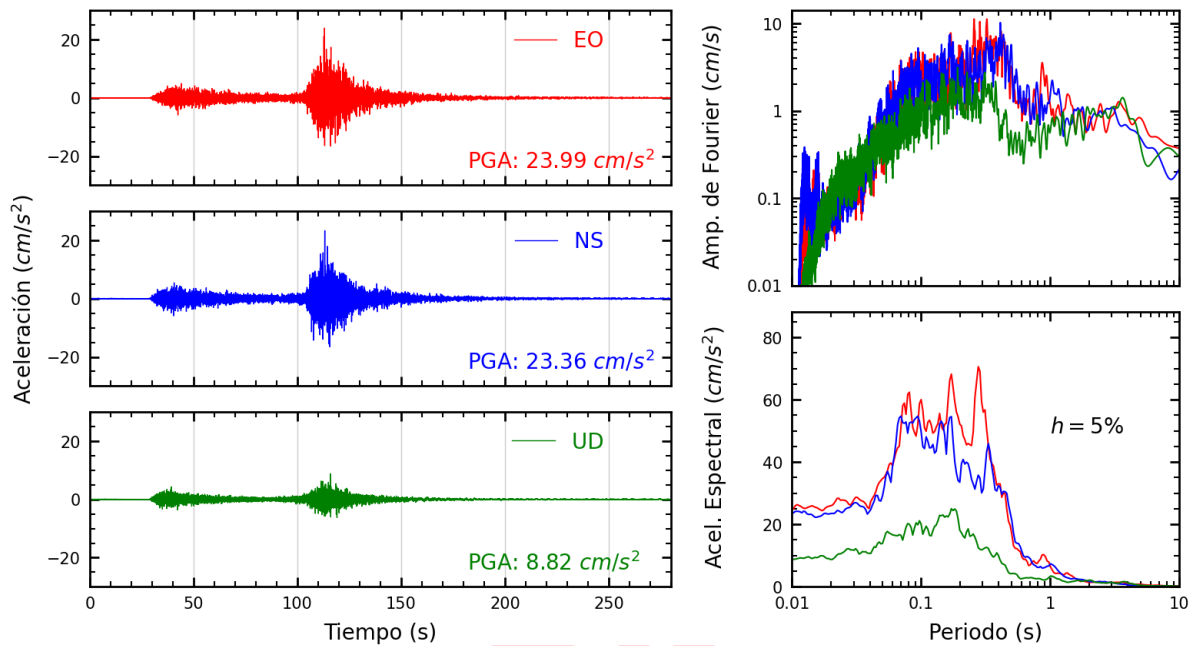 Aceleración (cm/s²)
20
0
−20
EO
PGA: 23.99 cm/s²
20
0
−20
NS
PGA: 23.36 cm/s²
20
0
−20
UD
PGA: 8.82 cm/s²
0 50 100 150 200 250
Tiempo (s)
Amp. de Fourier (cm/s)
10
1
0.1
0.01
Acel. Espectral (cm/s²)
80
60
40
20
0
h = 5%
0.01 0.1 1 10
Periodo (s)